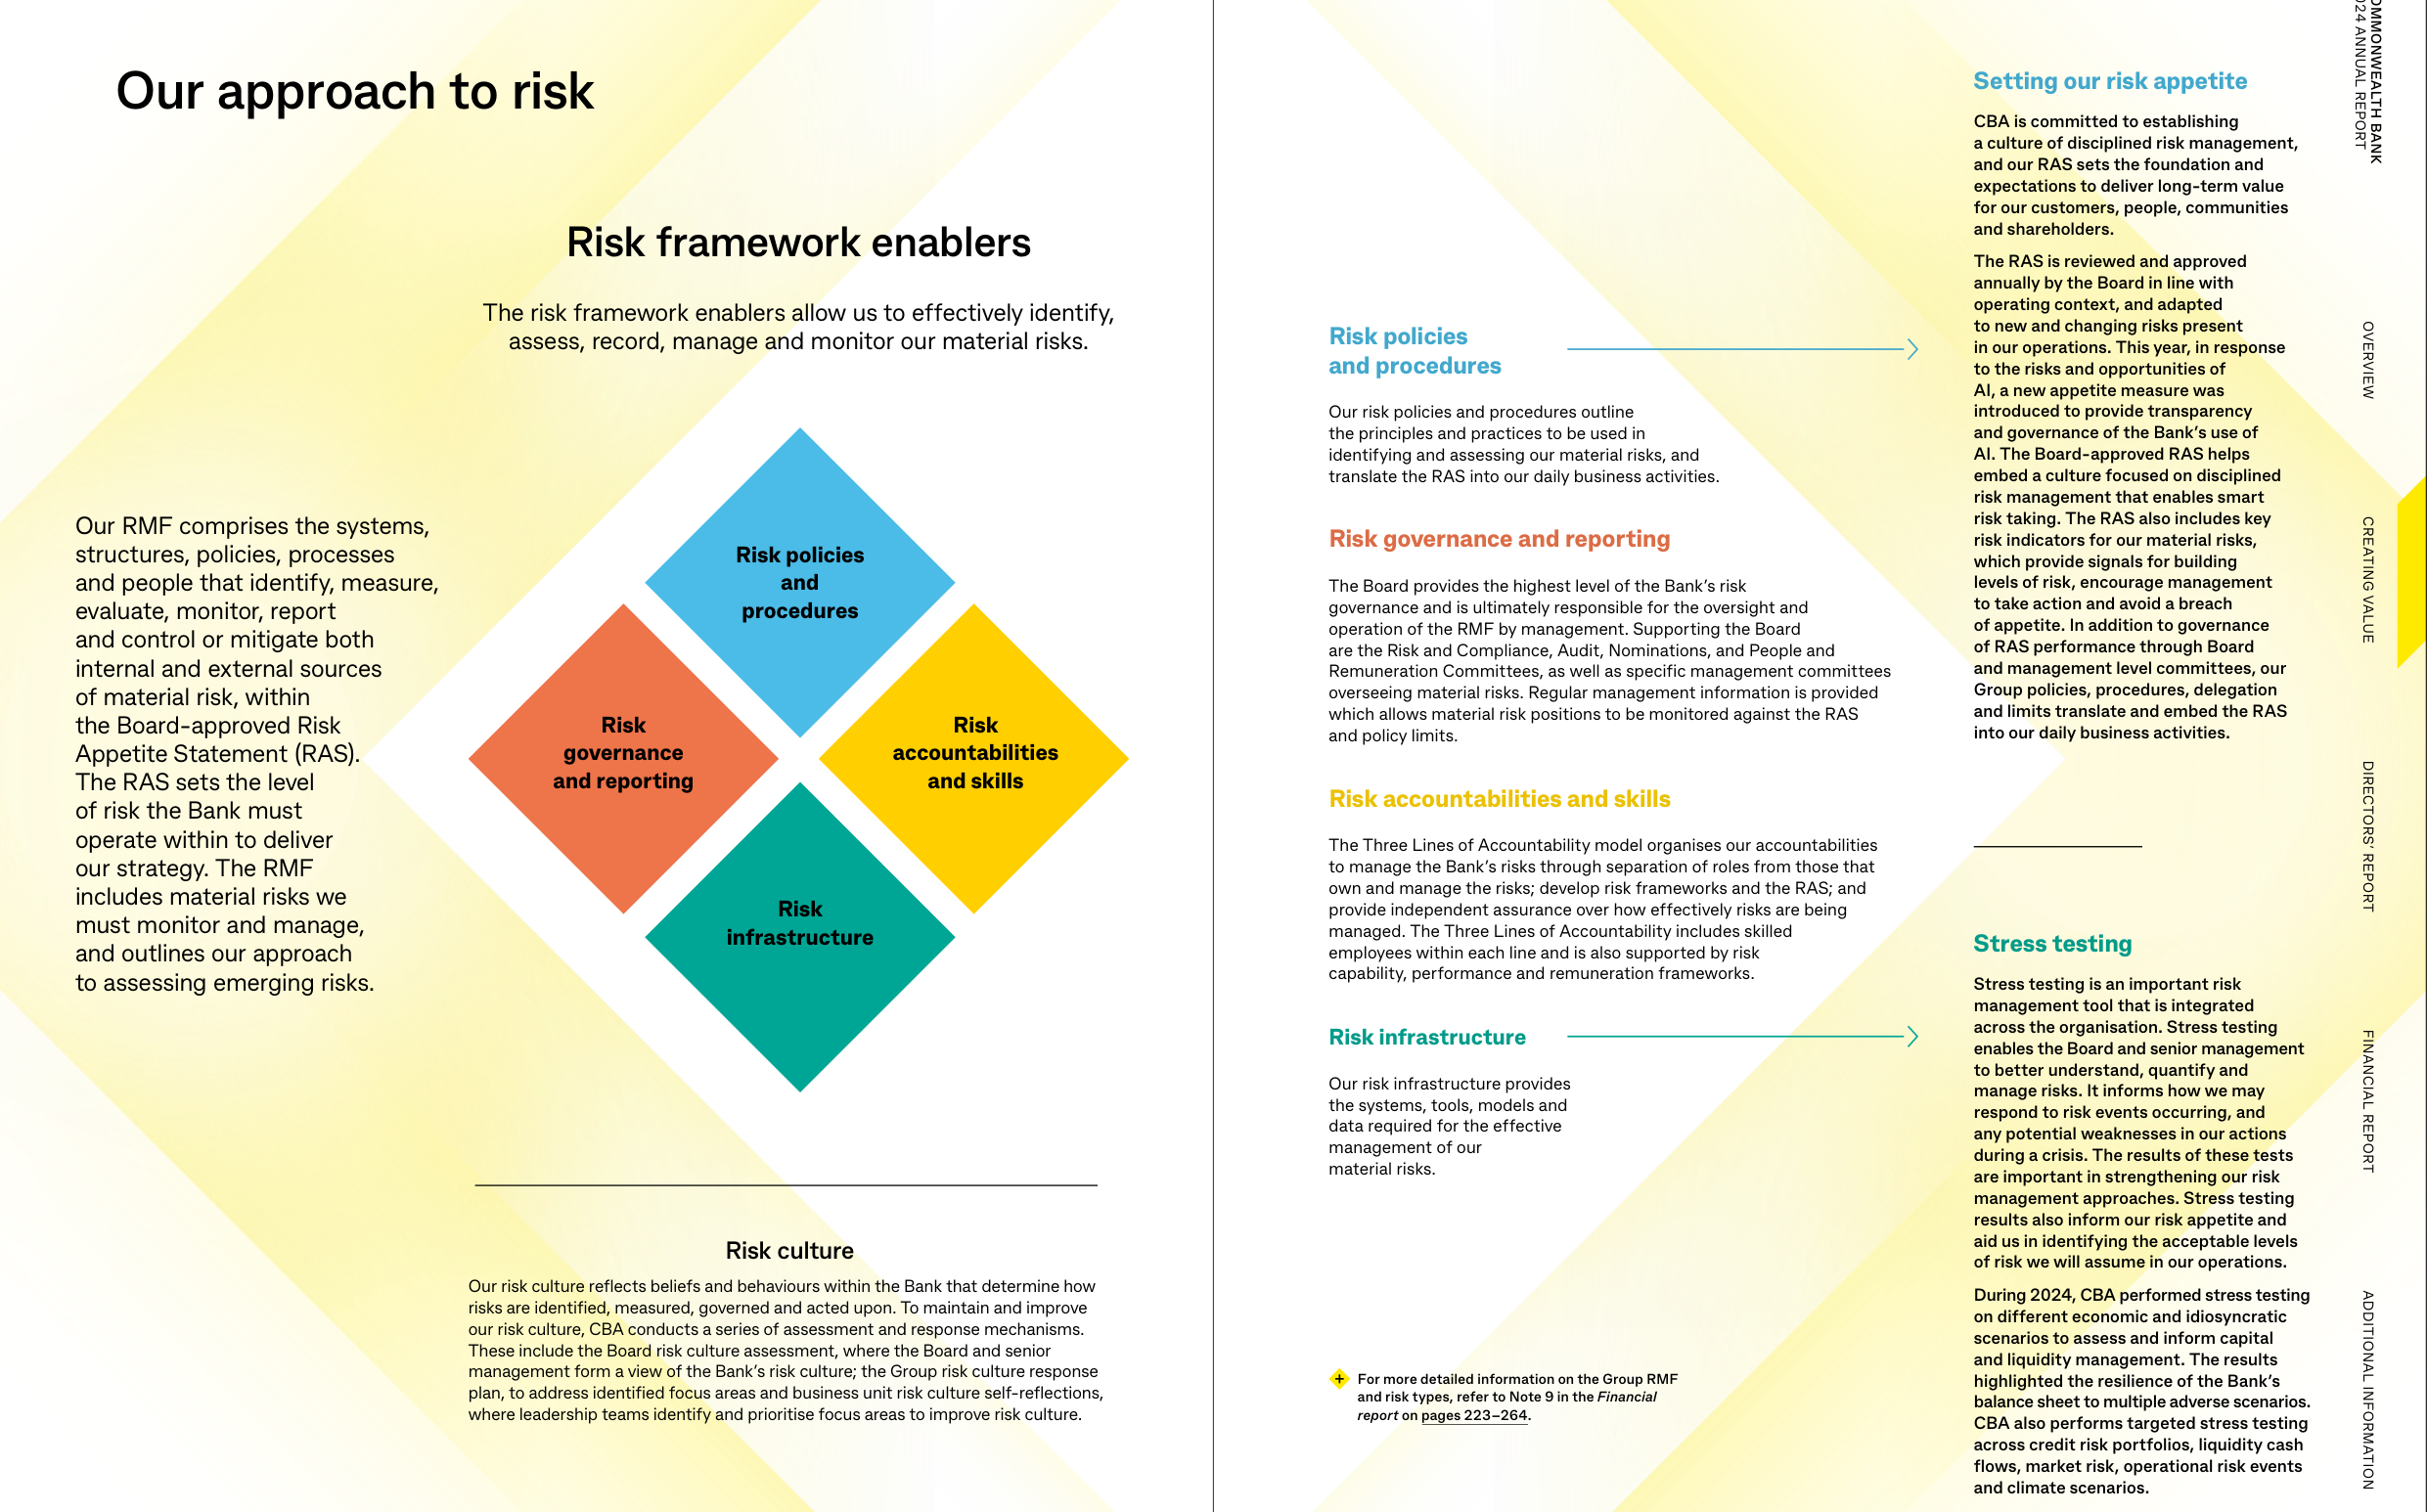 Our approach to risk
Risk framework enablers
The risk framework enablers allow us to effectively identify,
assess, record, manage and monitor our material risks.
Our RMF comprises the systems,
structures, policies, processes
and people that identify, measure,
evaluate, monitor, report
and control or mitigate both
internal and external sources
of material risk, within
the Board-approved Risk
Appetite Statement (RAS).
The RAS sets the level
of risk the Bank must
operate within to deliver
our strategy. The RMF
includes material risks we
must monitor and manage,
and outlines our approach
to assessing emerging risks.
Risk policies
and
procedures
Risk
governance
and reporting
Risk
accountabilities
and skills
Risk
infrastructure
Risk culture
Our risk culture reflects beliefs and behaviours within the Bank that determine how
risks are identified, measured, governed and acted upon. To maintain and improve
our risk culture, CBA conducts a series of assessment and response mechanisms.
These include the Board risk culture assessment, where the Board and senior
management form a view of the Bank's risk culture; the Group risk culture response
plan, to address identified focus areas and business unit risk culture self-reflections,
where leadership teams identify and prioritise focus areas to improve risk culture.
Risk policies
and procedures
Our risk policies and procedures outline
the principles and practices to be used in
identifying and assessing our material risks, and
translate the RAS into our daily business activities.
Risk governance and reporting
The Board provides the highest level of the Bank's risk
governance and is ultimately responsible for the oversight and
operation of the RMF by management. Supporting the Board
are the Risk and Compliance, Audit, Nominations, and People and
Remuneration Committees, as well as specific management committees
overseeing material risks. Regular management information is provided
which allows material risk positions to be monitored against the RAS
and policy limits.
Risk accountabilities and skills
The Three Lines of Accountability model organises our accountabilities
to manage the Bank's risks through separation of roles from those that
own and manage the risks; develop risk frameworks and the RAS; and
provide independent assurance over how effectively risks are being
managed. The Three Lines of Accountability includes skilled
employees within each line and is also supported by risk
capability, performance and remuneration frameworks.
Risk infrastructure
Our risk infrastructure provides
the systems, tools, models and
data required for the effective
management of our
material risks.
+ For more detailed information on the Group RMF
and risk types, refer to Note 9 in the Financial
report on pages 223–264.
Setting our risk appetite
CBA is committed to establishing
a culture of disciplined risk management,
and our RAS sets the foundation and
expectations to deliver long-term value
for our customers, people, communities
and shareholders.
The RAS is reviewed and approved
annually by the Board in line with
operating context, and adapted
to new and changing risks present
in our operations. This year, in response
to the risks and opportunities of
AI, a new appetite measure was
introduced to provide transparency
and governance of the Bank's use of
AI. The Board-approved RAS helps
embed a culture focused on disciplined
risk management that enables smart
risk taking. The RAS also includes key
risk indicators for our material risks,
which provide signals for building
levels of risk, encourage management
to take action and avoid a breach
of appetite. In addition to governance
of RAS performance through Board
and management level committees, our
Group policies, procedures, delegation
and limits translate and embed the RAS
into our daily business activities.
Stress testing
Stress testing is an important risk
management tool that is integrated
across the organisation. Stress testing
enables the Board and senior management
to better understand, quantify and
manage risks. It informs how we may
respond to risk events occurring, and
any potential weaknesses in our actions
during a crisis. The results of these tests
are important in strengthening our risk
management approaches. Stress testing
results also inform our risk appetite and
aid us in identifying the acceptable levels
of risk we will assume in our operations.
During 2024, CBA performed stress testing
on different economic and idiosyncratic
scenarios to assess and inform capital
and liquidity management. The results
highlighted the resilience of the Bank's
balance sheet to multiple adverse scenarios.
CBA also performs targeted stress testing
across credit risk portfolios, liquidity cash
flows, market risk, operational risk events
and climate scenarios.
OMMONWEALTH BANK
024 ANNUAL REPORT
OVERVIEW
CREATING VALUE
DIRECTORS' REPORT
FINANCIAL REPORT
ADDITIONAL INFORMATION